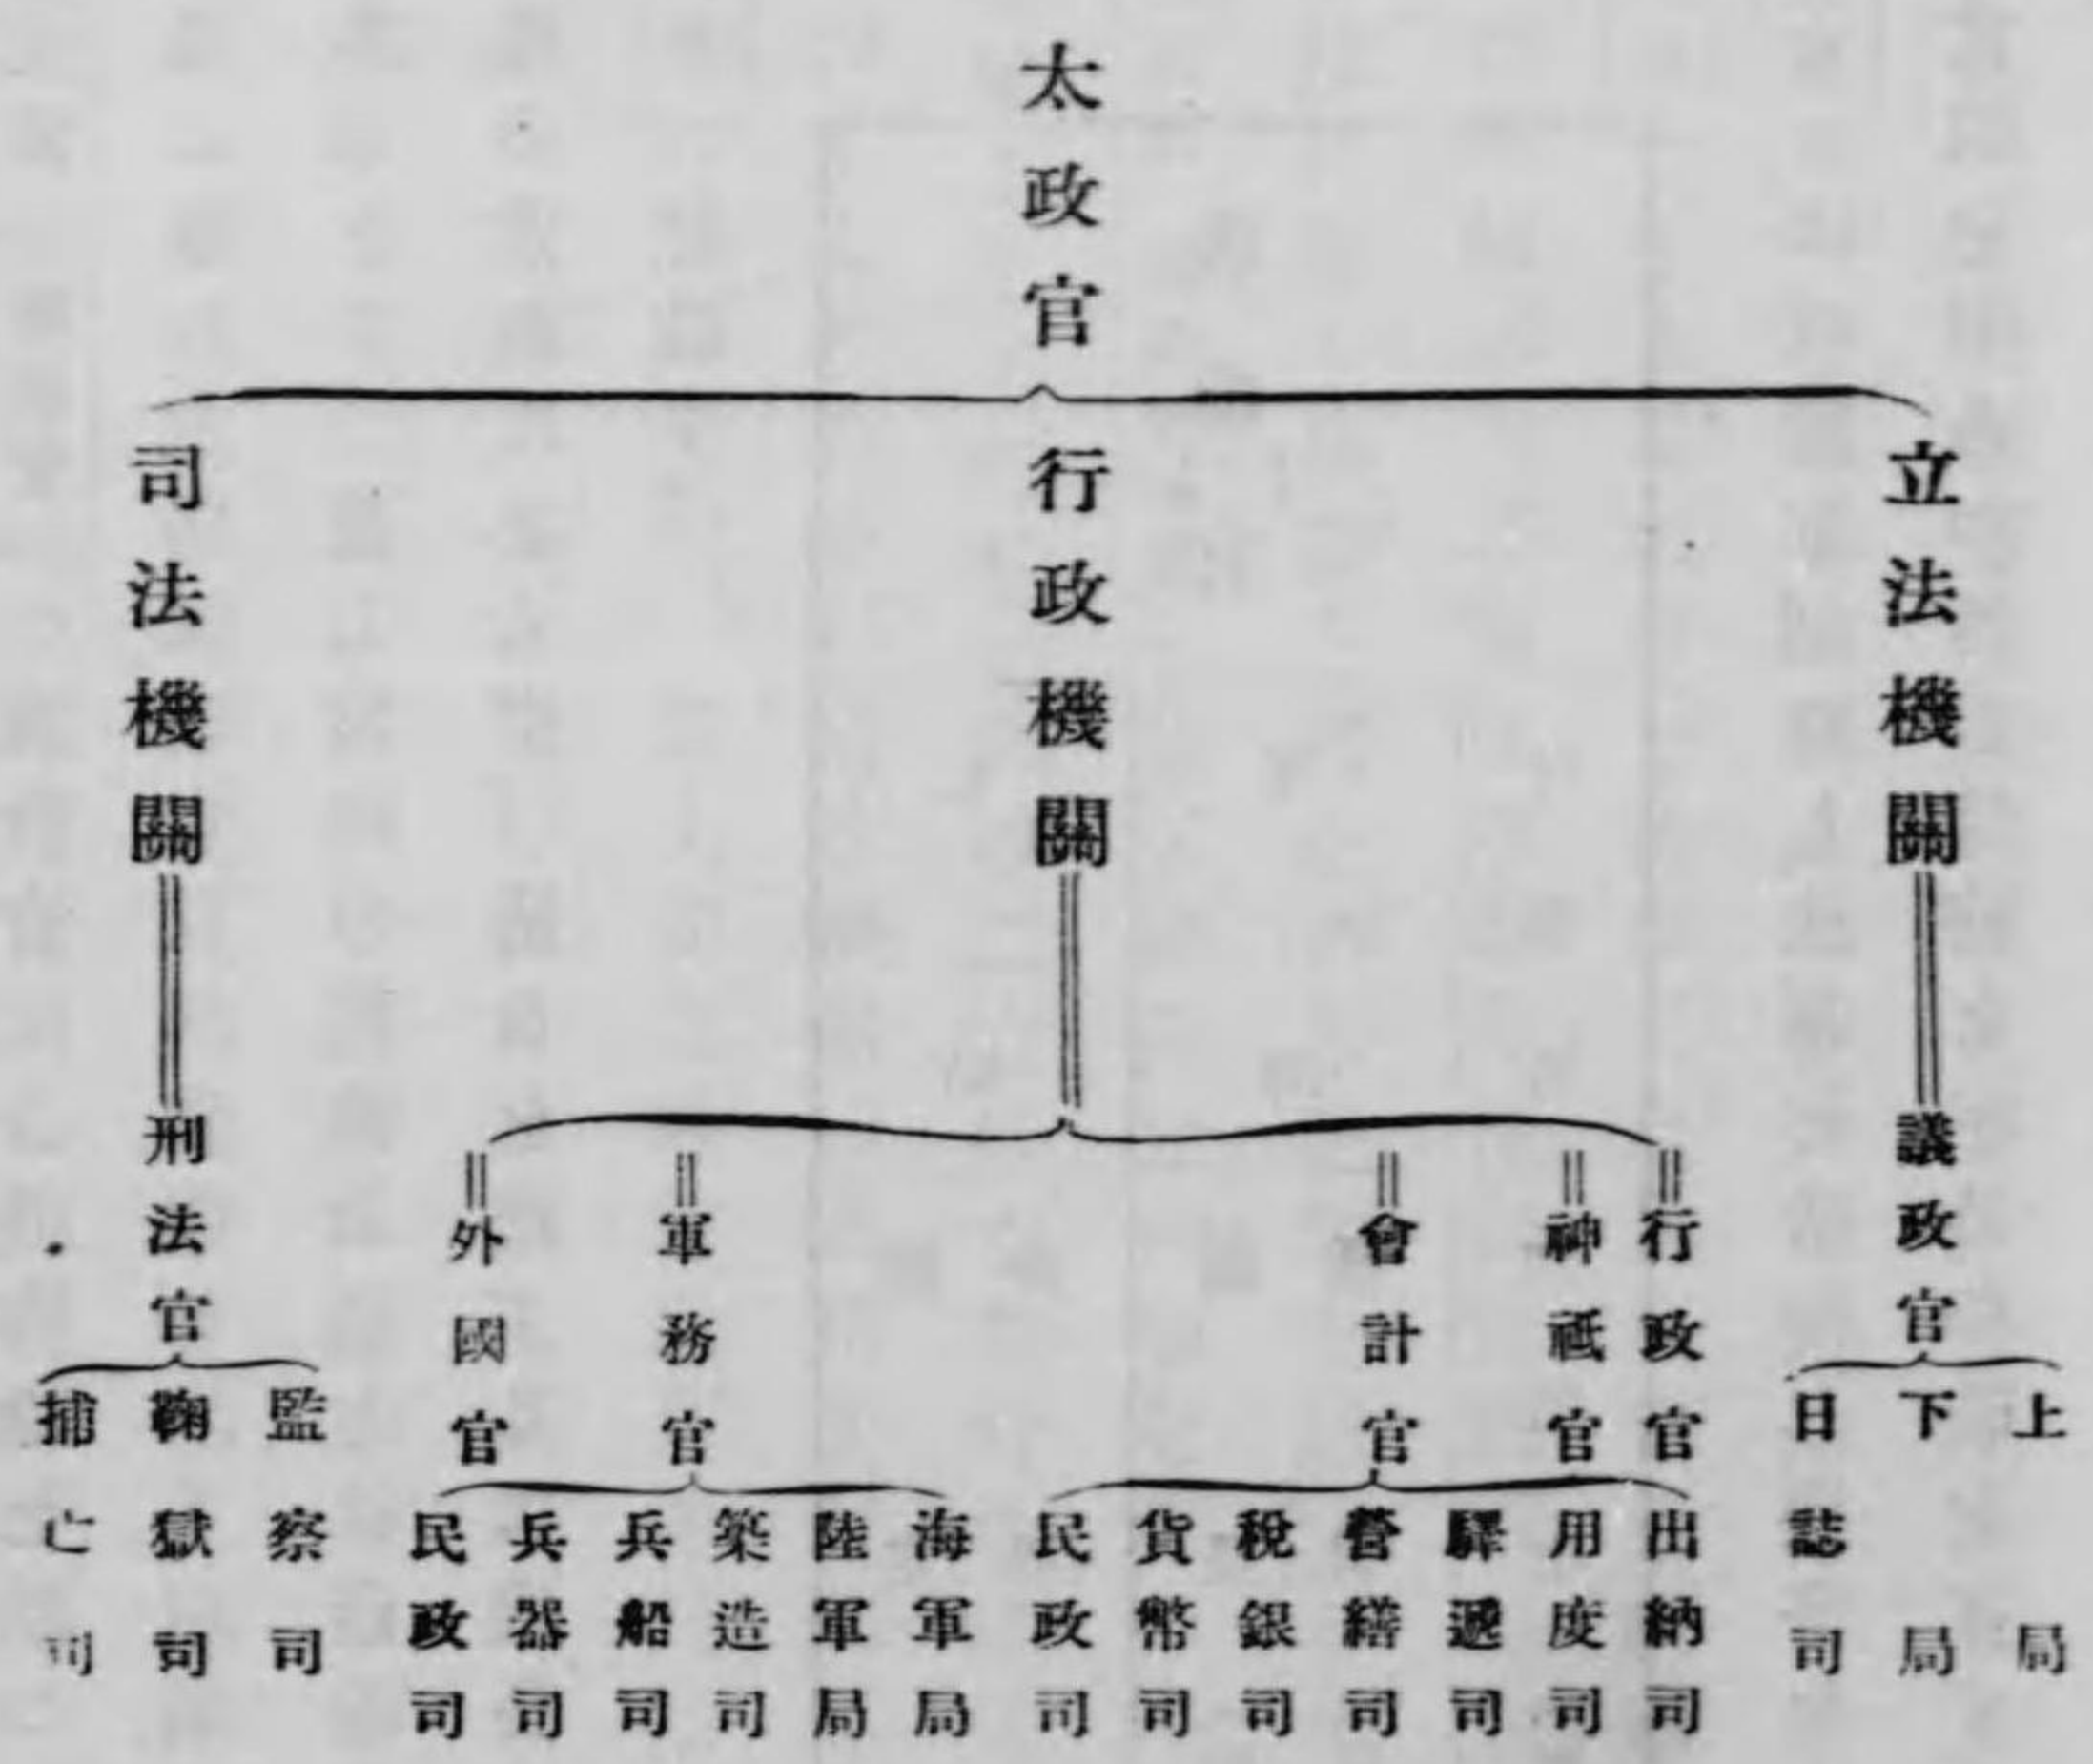 太政官
立法機關
行政機關
司法機關
議政官
行政官
神祇官
會計官
軍務官
外國官
刑法官
上局
下局
日誌司
出納司
用度司
驛遞司
營繕司
稅銀司
貨幣司
民政司
海軍局
陸軍局
築造司
兵船司
兵器司
民政司
監察司
鞠獄司
捕亡司